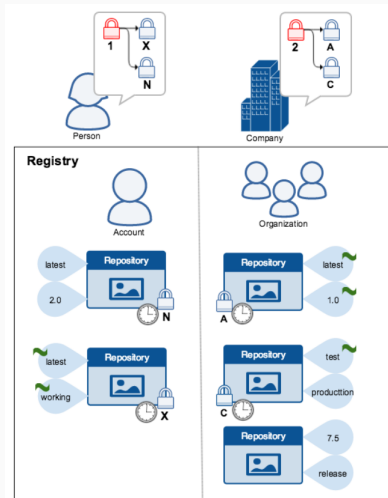 1
X
N
2
A
C
Person
Company
Registry
Account
Organization
Repository
latest
2.0
N
Repository
latest
1.0
A
Repository
latest
working
X
Repository
test
producttion
C
Repository
7.5
release